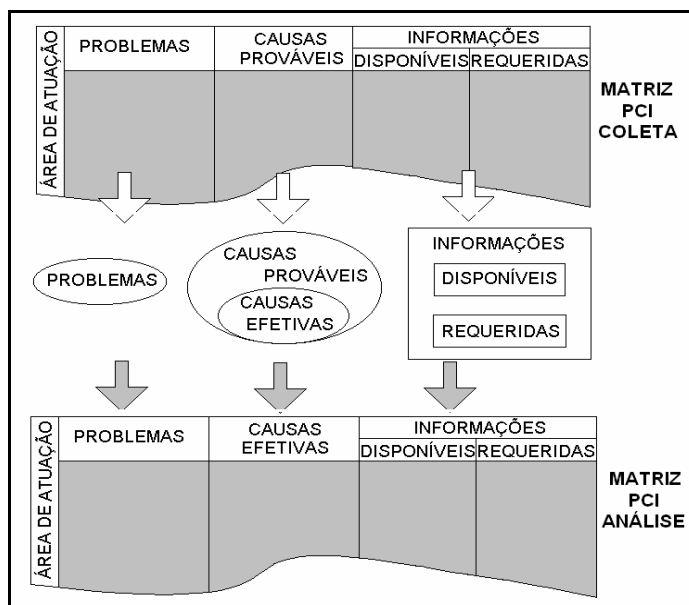 ÁREA DE ATUAÇÃO
PROBLEMAS
CAUSAS
PROVÁVEIS
INFORMAÇÕES
DISPONÍVEIS
REQUERIDAS
MATRIZ
PCI
COLETA
PROBLEMAS
CAUSAS
PROVÁVEIS
CAUSAS
EFETIVAS
INFORMAÇÕES
DISPONÍVEIS
REQUERIDAS
ÁREA DE ATUAÇÃO
PROBLEMAS
CAUSAS
EFETIVAS
INFORMAÇÕES
DISPONÍVEIS
REQUERIDAS
MATRIZ
PCI
ANÁLISE